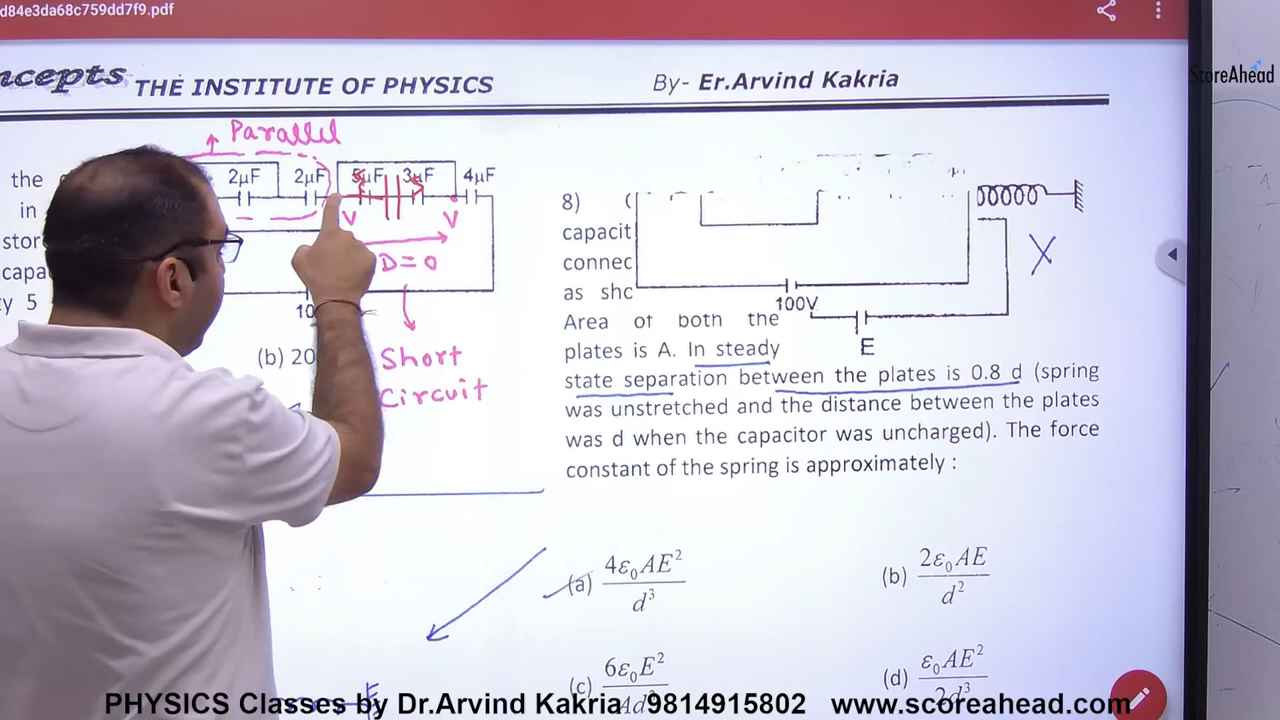 d84e3da68c759dd7f9.pdf
ncepts THE INSTITUTE OF PHYSICS
By- Er.Arvind Kakria
ScoreAhead
Parallel
the
2μF 2μF 5μF 3μF 4μF
in
stor
capa
y 5
V V
D = 0
10
(b) 20
Short
Circuit
8) (
capacit
connec
as shc
100V
E
X
Area of both the
plates is A. In steady
state separation between the plates is 0.8 d (spring
was unstretched and the distance between the plates
was d when the capacitor was uncharged). The force
constant of the spring is approximately :
(a) 4ε₀AE²/d³
(b) 2ε₀AE/d²
(c) 6ε₀E²/Ad
(d) ε₀AE²/2d³
PHYSICS Classes by Dr.Arvind Kakria 9814915802 www.scoreahead.com